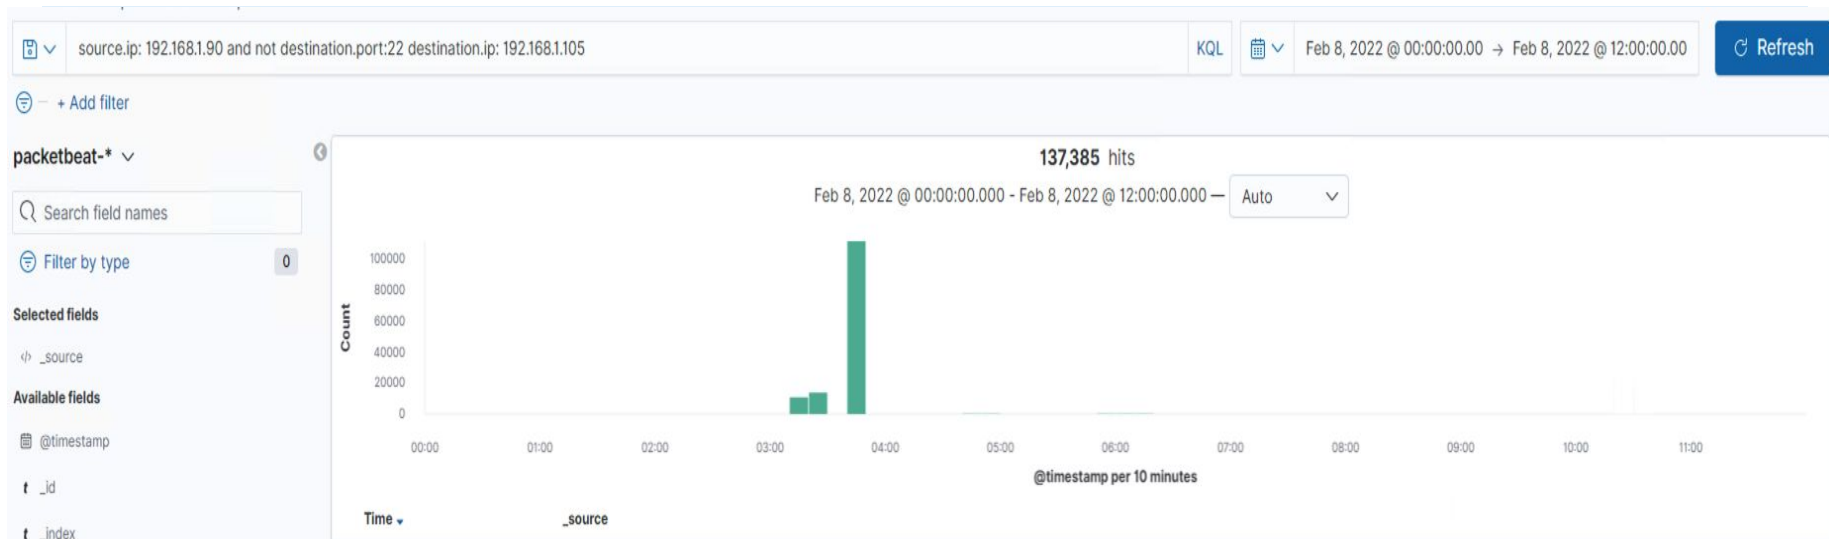 source.ip: 192.168.1.90 and not destination.port:22 destination.ip: 192.168.1.105 KQL Feb 8, 2022 @ 00:00:00.00 → Feb 8, 2022 @ 12:00:00.00 Refresh
+ Add filter
packetbeat-*
137,385 hits
Feb 8, 2022 @ 00:00:00.000 - Feb 8, 2022 @ 12:00:00.000 — Auto
Search field names
Filter by type 0
Selected fields
</> _source
Available fields
@timestamp
t _id
t _index
Count
100000
80000
60000
40000
20000
0
00:00 01:00 02:00 03:00 04:00 05:00 06:00 07:00 08:00 09:00 10:00 11:00
@timestamp per 10 minutes
Time _source